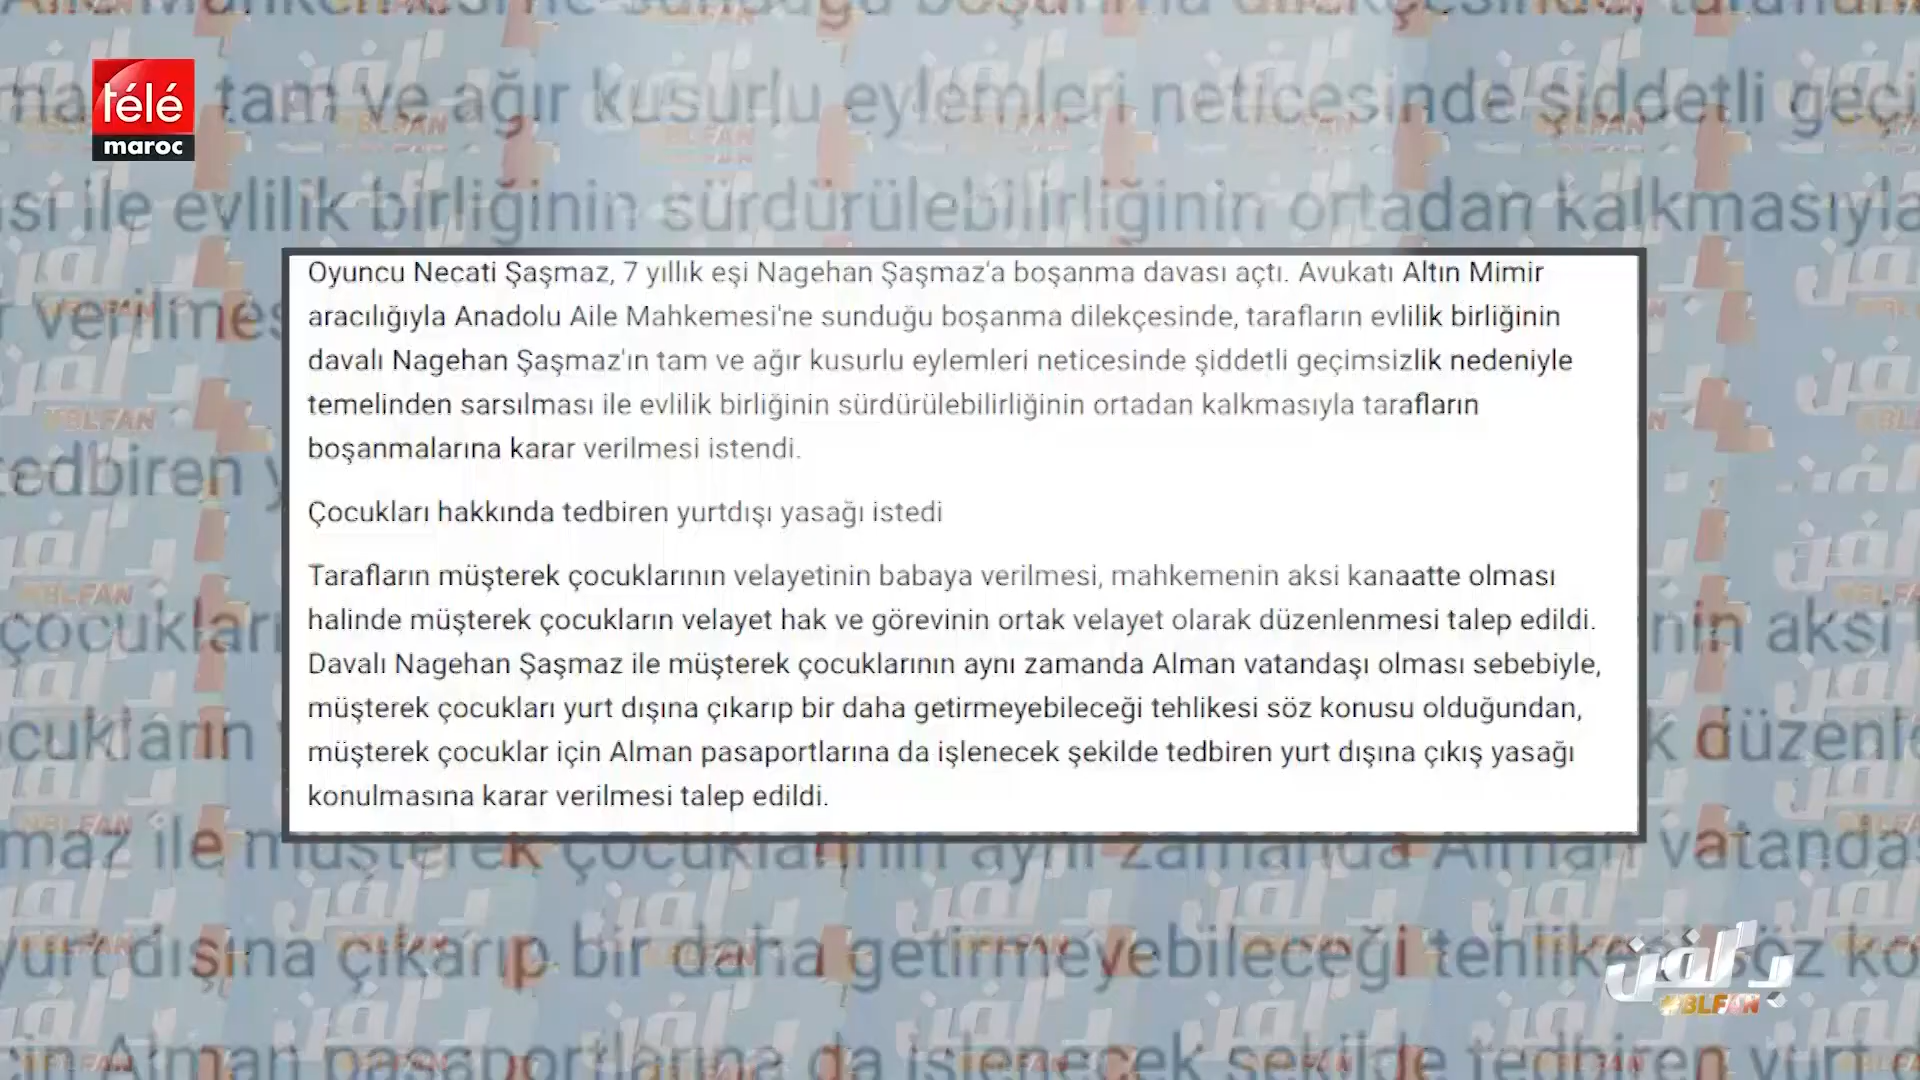 télé
maroc
Oyuncu Necati Şaşmaz, 7 yıllık eşi Nagehan Şaşmaz'a boşanma davası açtı. Avukatı Altın Mimir
aracılığıyla Anadolu Aile Mahkemesi'ne sunduğu boşanma dilekçesinde, tarafların evlilik birliğinin
davalı Nagehan Şaşmaz'ın tam ve ağır kusurlu eylemleri neticesinde şiddetli geçimsizlik nedeniyle
temelinden sarsılması ile evlilik birliğinin sürdürülebilirliğinin ortadan kalkmasıyla tarafların
boşanmalarına karar verilmesi istendi.
Çocukları hakkında tedbiren yurtdışı yasağı istedi
Tarafların müşterek çocuklarının velayetinin babaya verilmesi, mahkemenin aksi kanaatte olması
halinde müşterek çocukların velayet hak ve görevinin ortak velayet olarak düzenlenmesi talep edildi.
Davalı Nagehan Şaşmaz ile müşterek çocuklarının aynı zamanda Alman vatandaşı olması sebebiyle,
müşterek çocukları yurt dışına çıkarıp bir daha getirmeyebileceği tehlikesi söz konusu olduğundan,
müşterek çocuklar için Alman pasaportlarına da işlenecek şekilde tedbiren yurt dışına çıkış yasağı
konulmasına karar verilmesi talep edildi.
بلفن
#BLFAN